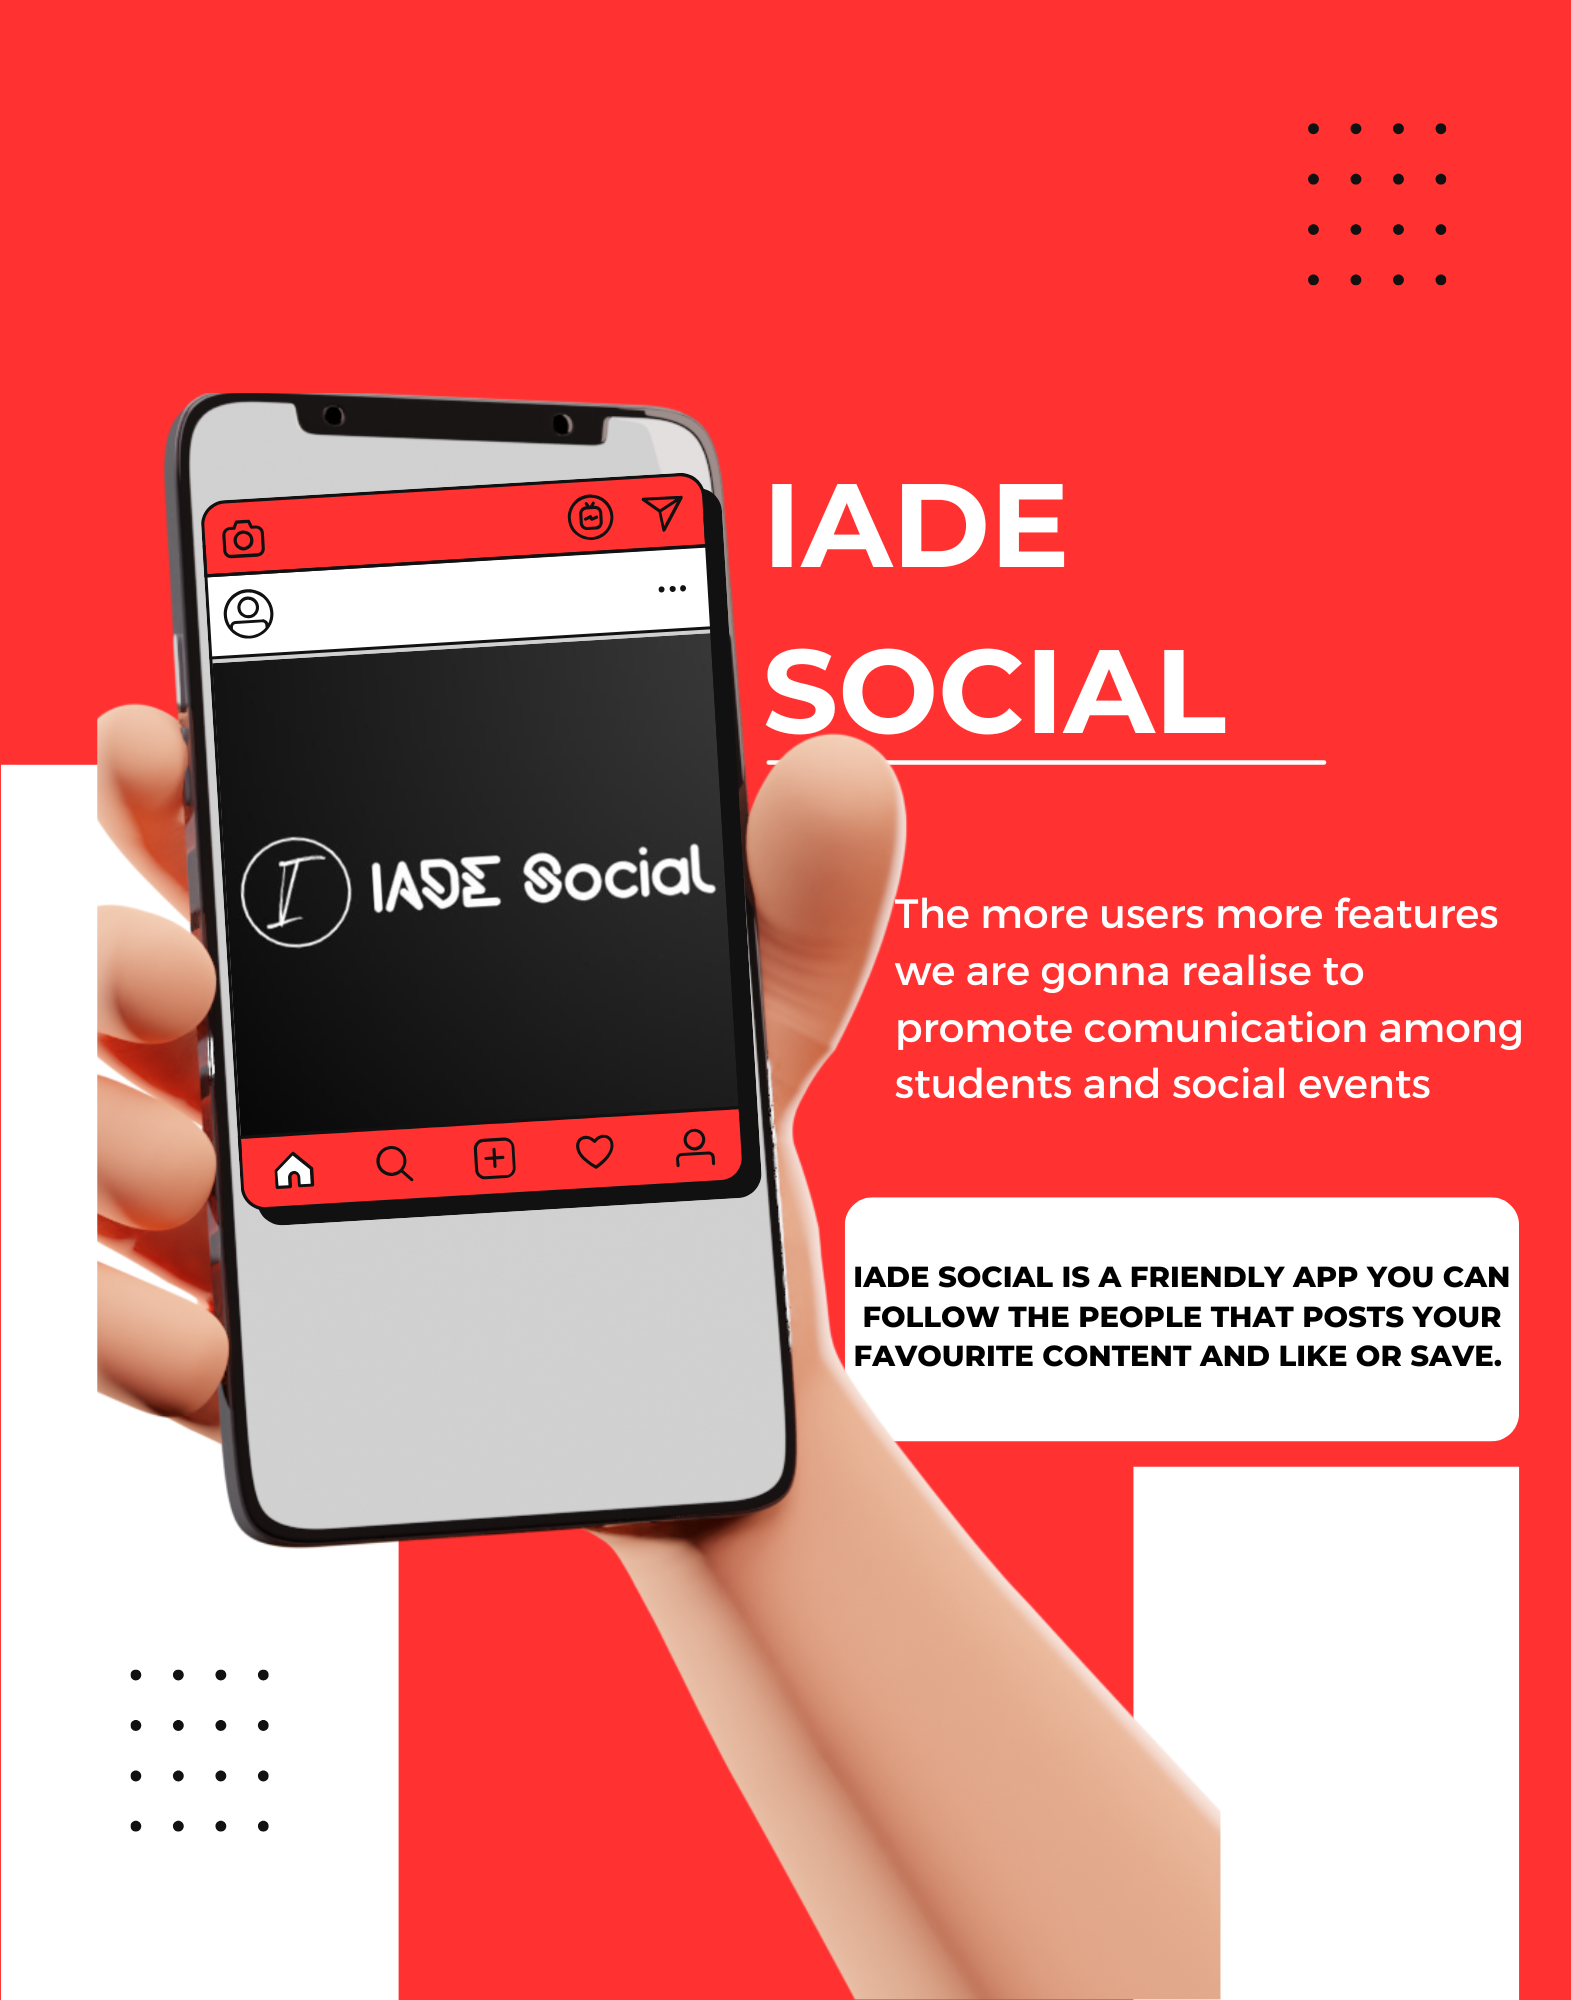 IADE
SOCIAL
I IADE Social
The more users more features
we are gonna realise to
promote comunication among
students and social events
IADE SOCIAL IS A FRIENDLY APP YOU CAN
FOLLOW THE PEOPLE THAT POSTS YOUR
FAVOURITE CONTENT AND LIKE OR SAVE.